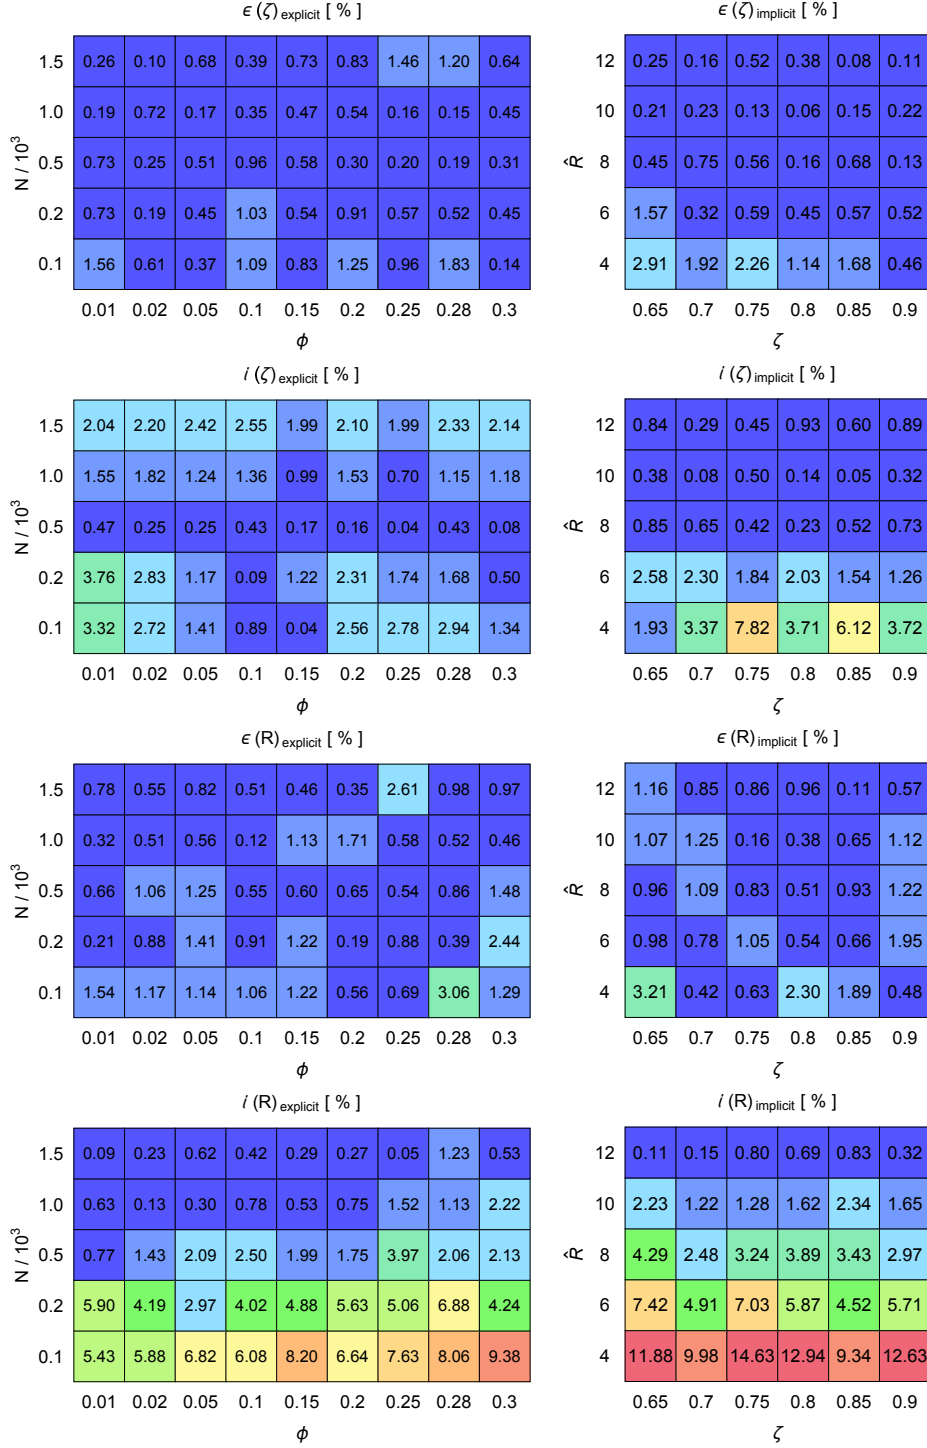 ϵ (ζ) explicit [ % ]
1.5 0.26 0.10 0.68 0.39 0.73 0.83 1.46 1.20 0.64
1.0 0.19 0.72 0.17 0.35 0.47 0.54 0.16 0.15 0.45
0.5 0.73 0.25 0.51 0.96 0.58 0.30 0.20 0.19 0.31
0.2 0.73 0.19 0.45 1.03 0.54 0.91 0.57 0.52 0.45
0.1 1.56 0.61 0.37 1.09 0.83 1.25 0.96 1.83 0.14
N / 10³
0.01 0.02 0.05 0.1 0.15 0.2 0.25 0.28 0.3
ϕ
ϵ (ζ) implicit [ % ]
12 0.25 0.16 0.52 0.38 0.08 0.11
10 0.21 0.23 0.13 0.06 0.15 0.22
8 0.45 0.75 0.56 0.16 0.68 0.13
6 1.57 0.32 0.59 0.45 0.57 0.52
4 2.91 1.92 2.26 1.14 1.68 0.46
R̂
0.65 0.7 0.75 0.8 0.85 0.9
ζ
i (ζ) explicit [ % ]
1.5 2.04 2.20 2.42 2.55 1.99 2.10 1.99 2.33 2.14
1.0 1.55 1.82 1.24 1.36 0.99 1.53 0.70 1.15 1.18
0.5 0.47 0.25 0.25 0.43 0.17 0.16 0.04 0.43 0.08
0.2 3.76 2.83 1.17 0.09 1.22 2.31 1.74 1.68 0.50
0.1 3.32 2.72 1.41 0.89 0.04 2.56 2.78 2.94 1.34
N / 10³
0.01 0.02 0.05 0.1 0.15 0.2 0.25 0.28 0.3
ϕ
i (ζ) implicit [ % ]
12 0.84 0.29 0.45 0.93 0.60 0.89
10 0.38 0.08 0.50 0.14 0.05 0.32
8 0.85 0.65 0.42 0.23 0.52 0.73
6 2.58 2.30 1.84 2.03 1.54 1.26
4 1.93 3.37 7.82 3.71 6.12 3.72
R̂
0.65 0.7 0.75 0.8 0.85 0.9
ζ
ϵ (R) explicit [ % ]
1.5 0.78 0.55 0.82 0.51 0.46 0.35 2.61 0.98 0.97
1.0 0.32 0.51 0.56 0.12 1.13 1.71 0.58 0.52 0.46
0.5 0.66 1.06 1.25 0.55 0.60 0.65 0.54 0.86 1.48
0.2 0.21 0.88 1.41 0.91 1.22 0.19 0.88 0.39 2.44
0.1 1.54 1.17 1.14 1.06 1.22 0.56 0.69 3.06 1.29
N / 10³
0.01 0.02 0.05 0.1 0.15 0.2 0.25 0.28 0.3
ϕ
ϵ (R) implicit [ % ]
12 1.16 0.85 0.86 0.96 0.11 0.57
10 1.07 1.25 0.16 0.38 0.65 1.12
8 0.96 1.09 0.83 0.51 0.93 1.22
6 0.98 0.78 1.05 0.54 0.66 1.95
4 3.21 0.42 0.63 2.30 1.89 0.48
R̂
0.65 0.7 0.75 0.8 0.85 0.9
ζ
i (R) explicit [ % ]
1.5 0.09 0.23 0.62 0.42 0.29 0.27 0.05 1.23 0.53
1.0 0.63 0.13 0.30 0.78 0.53 0.75 1.52 1.13 2.22
0.5 0.77 1.43 2.09 2.50 1.99 1.75 3.97 2.06 2.13
0.2 5.90 4.19 2.97 4.02 4.88 5.63 5.06 6.88 4.24
0.1 5.43 5.88 6.82 6.08 8.20 6.64 7.63 8.06 9.38
N / 10³
0.01 0.02 0.05 0.1 0.15 0.2 0.25 0.28 0.3
ϕ
i (R) implicit [ % ]
12 0.11 0.15 0.80 0.69 0.83 0.32
10 2.23 1.22 1.28 1.62 2.34 1.65
8 4.29 2.48 3.24 3.89 3.43 2.97
6 7.42 4.91 7.03 5.87 4.52 5.71
4 11.88 9.98 14.63 12.94 9.34 12.63
R̂
0.65 0.7 0.75 0.8 0.85 0.9
ζ